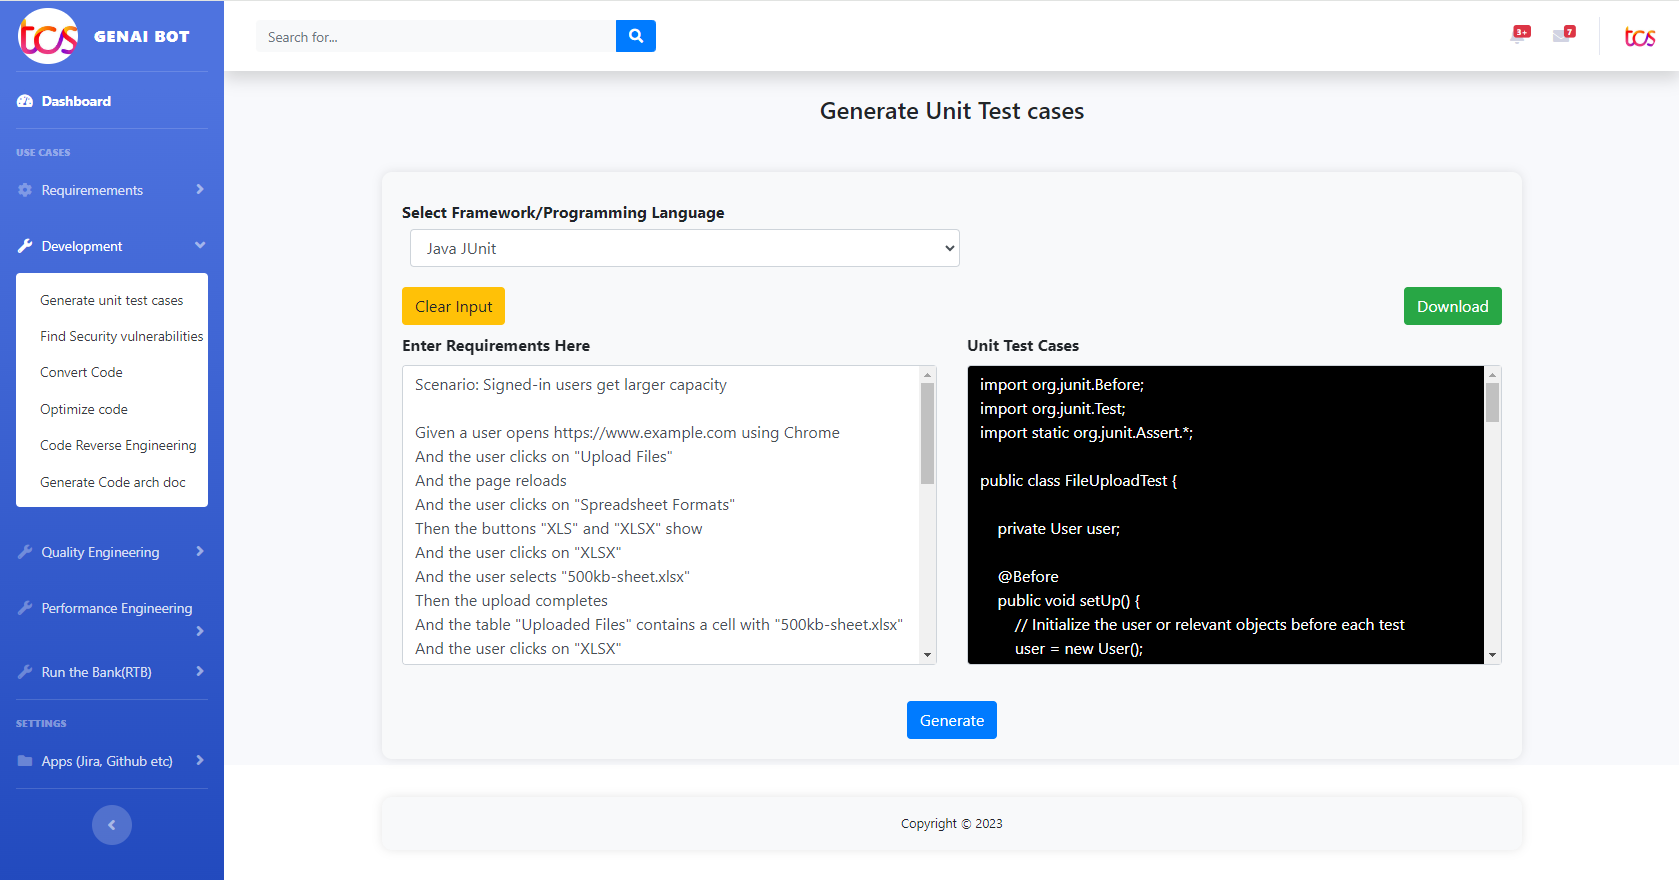 tcs GENAI BOT
Search for...
3+
7
tcs
Dashboard
USE CASES
Requiremements
Development
Generate unit test cases
Find Security vulnerabilities
Convert Code
Optimize code
Code Reverse Engineering
Generate Code arch doc
Quality Engineering
Performance Engineering
Run the Bank(RTB)
SETTINGS
Apps (Jira, Github etc)
Generate Unit Test cases
Select Framework/Programming Language
Java JUnit
Clear Input
Download
Enter Requirements Here
Scenario: Signed-in users get larger capacity
Given a user opens https://www.example.com using Chrome
And the user clicks on "Upload Files"
And the page reloads
And the user clicks on "Spreadsheet Formats"
Then the buttons "XLS" and "XLSX" show
And the user clicks on "XLSX"
And the user selects "500kb-sheet.xlsx"
Then the upload completes
And the table "Uploaded Files" contains a cell with "500kb-sheet.xlsx"
And the user clicks on "XLSX"
Unit Test Cases
import org.junit.Before;
import org.junit.Test;
import static org.junit.Assert.*;
public class FileUploadTest {
private User user;
@Before
public void setUp() {
// Initialize the user or relevant objects before each test
user = new User();
Generate
Copyright © 2023